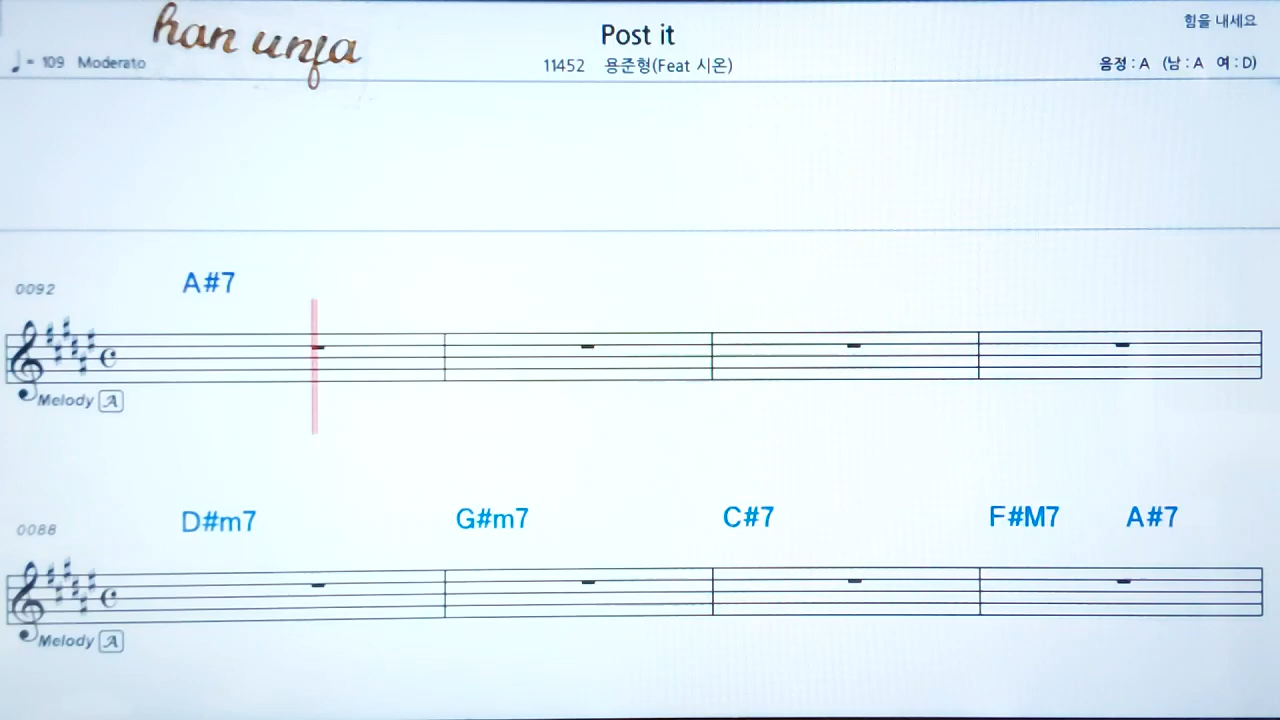 han unfa
Post it
힘을 내세요
♩= 109 Moderato
11452 용준형(Feat 시온)
음정 : A (남 : A 여 : D)
A#7
0092
Melody A
D#m7 G#m7 C#7 F#M7 A#7
0088
Melody A